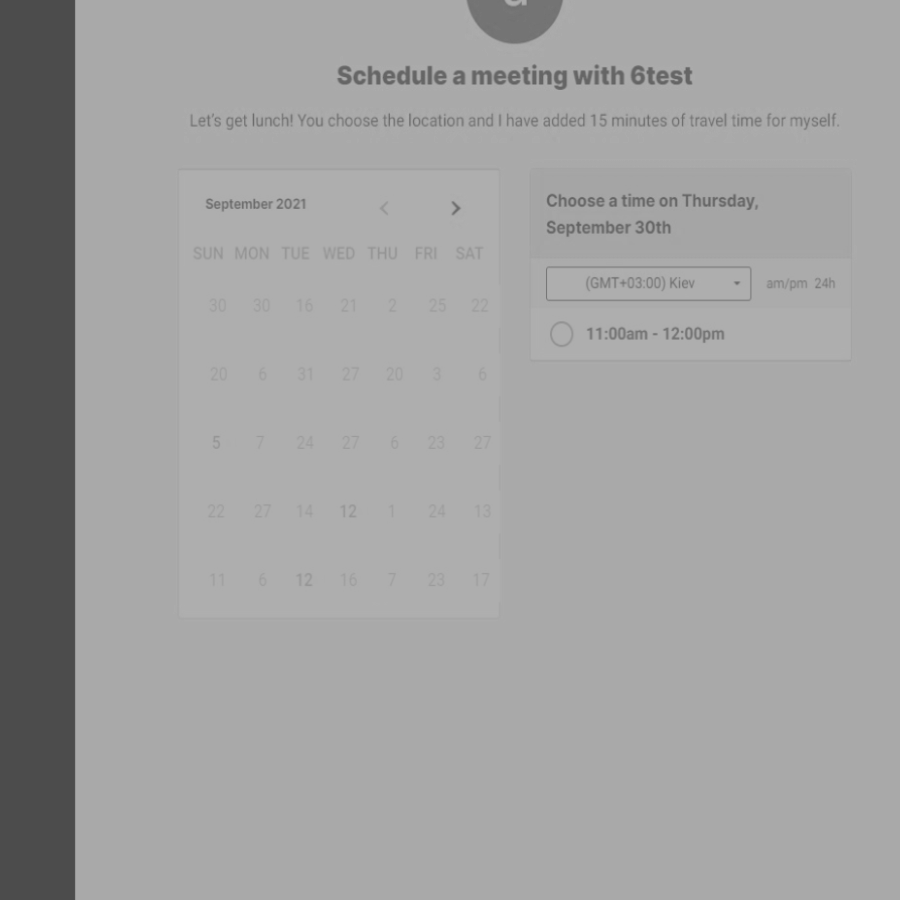 Schedule a meeting with 6test
Let's get lunch! You choose the location and I have added 15 minutes of travel time for myself.
September 2021
SUN MON TUE WED THU FRI SAT
30 30 16 21 2 25 22
20 6 31 27 20 3 6
5 7 24 27 6 23 27
22 27 14 12 1 24 13
11 6 12 16 7 23 17
Choose a time on Thursday,
September 30th
(GMT+03:00) Kiev am/pm 24h
11:00am - 12:00pm